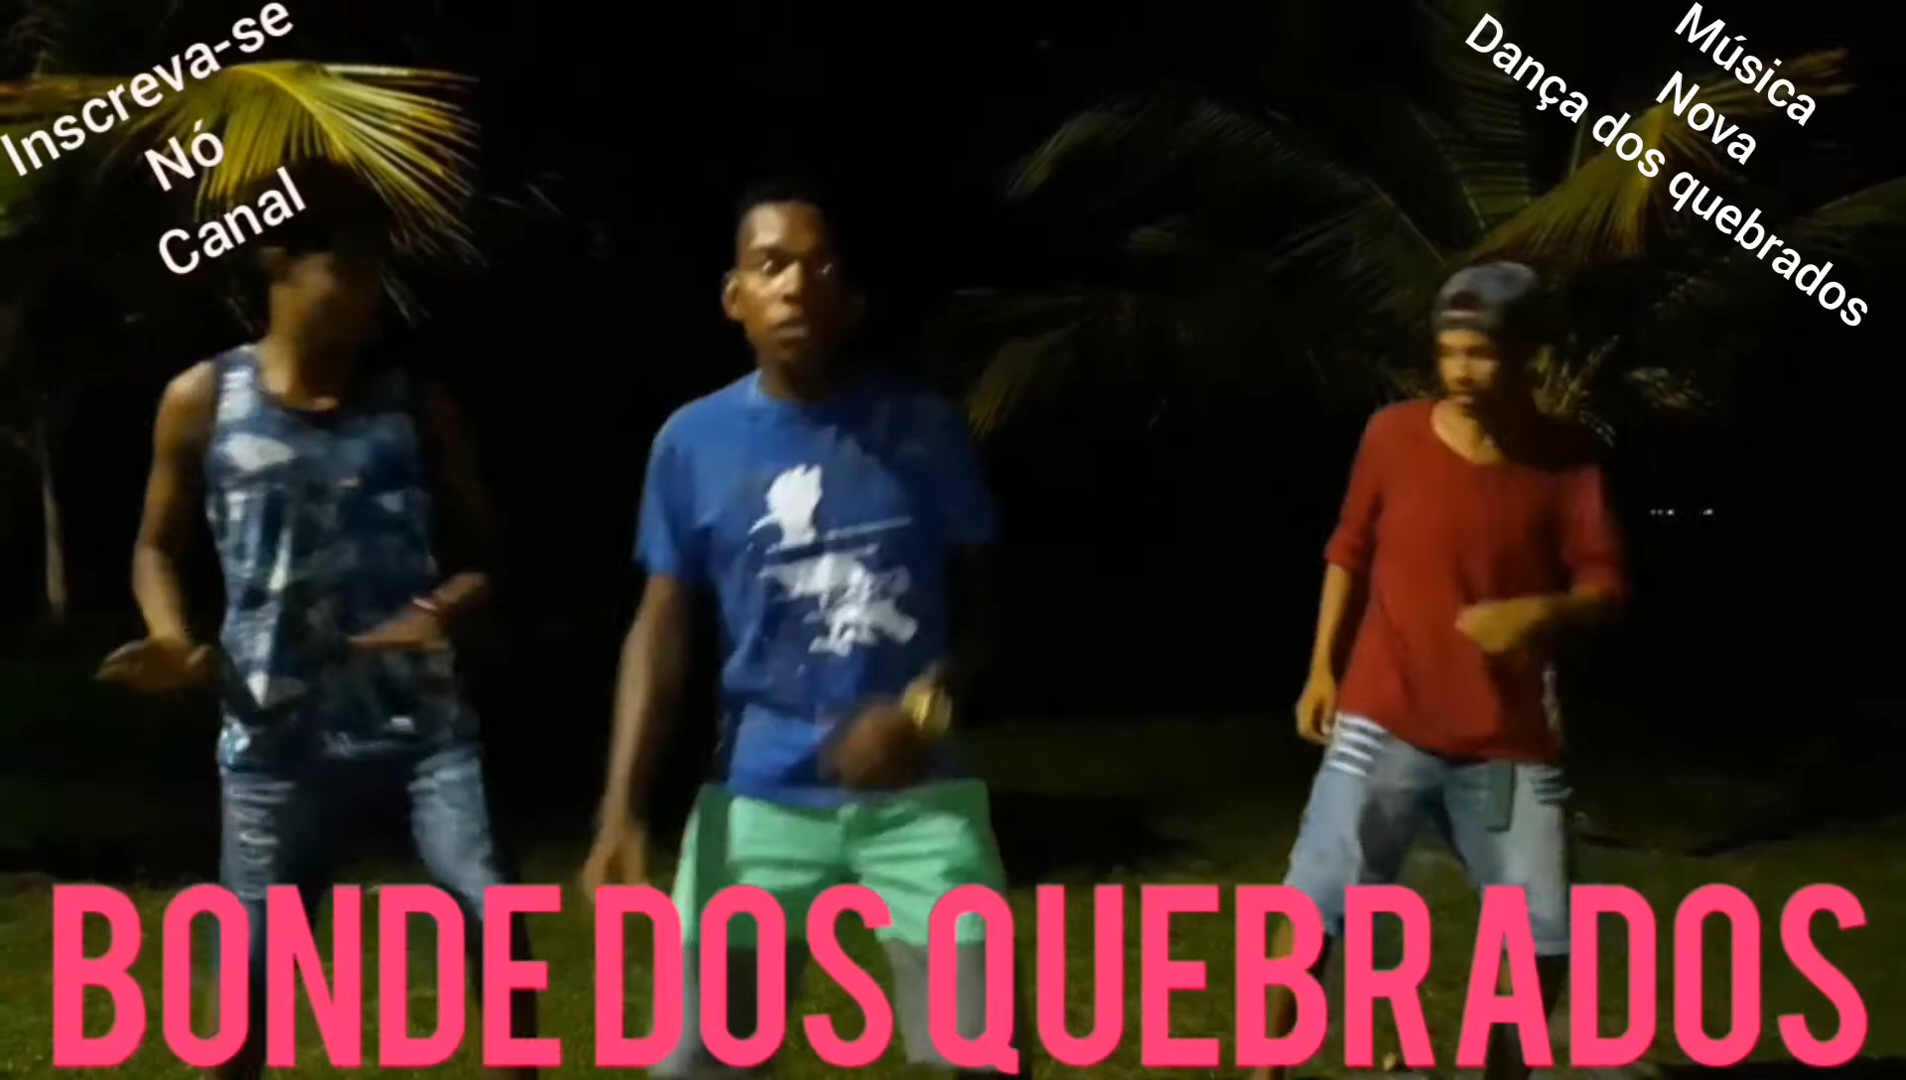 Inscreva-se
Nó
Canal
Música
Nova
Dança dos quebrados
BONDE DOS QUEBRADOS